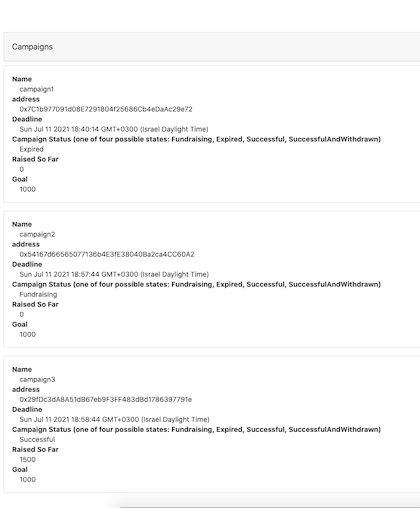 Campaigns
Name
campaign1
address
0x7C1b977091d08E7291804f25686Cb4eDaAc29e72
Deadline
Sun Jul 11 2021 18:40:14 GMT+0300 (Israel Daylight Time)
Campaign Status (one of four possible states: Fundraising, Expired, Successful, SuccessfulAndWithdrawn)
Expired
Raised So Far
0
Goal
1000
Name
campaign2
address
0x54167d66565077136b4E3fE38040Ba2ca4CC60A2
Deadline
Sun Jul 11 2021 18:57:44 GMT+0300 (Israel Daylight Time)
Campaign Status (one of four possible states: Fundraising, Expired, Successful, SuccessfulAndWithdrawn)
Fundraising
Raised So Far
0
Goal
1000
Name
campaign3
address
0x29fDc3dA8A51dB67eb9F3FF483dBd1786397791e
Deadline
Sun Jul 11 2021 18:58:44 GMT+0300 (Israel Daylight Time)
Campaign Status (one of four possible states: Fundraising, Expired, Successful, SuccessfulAndWithdrawn)
Successful
Raised So Far
1500
Goal
1000